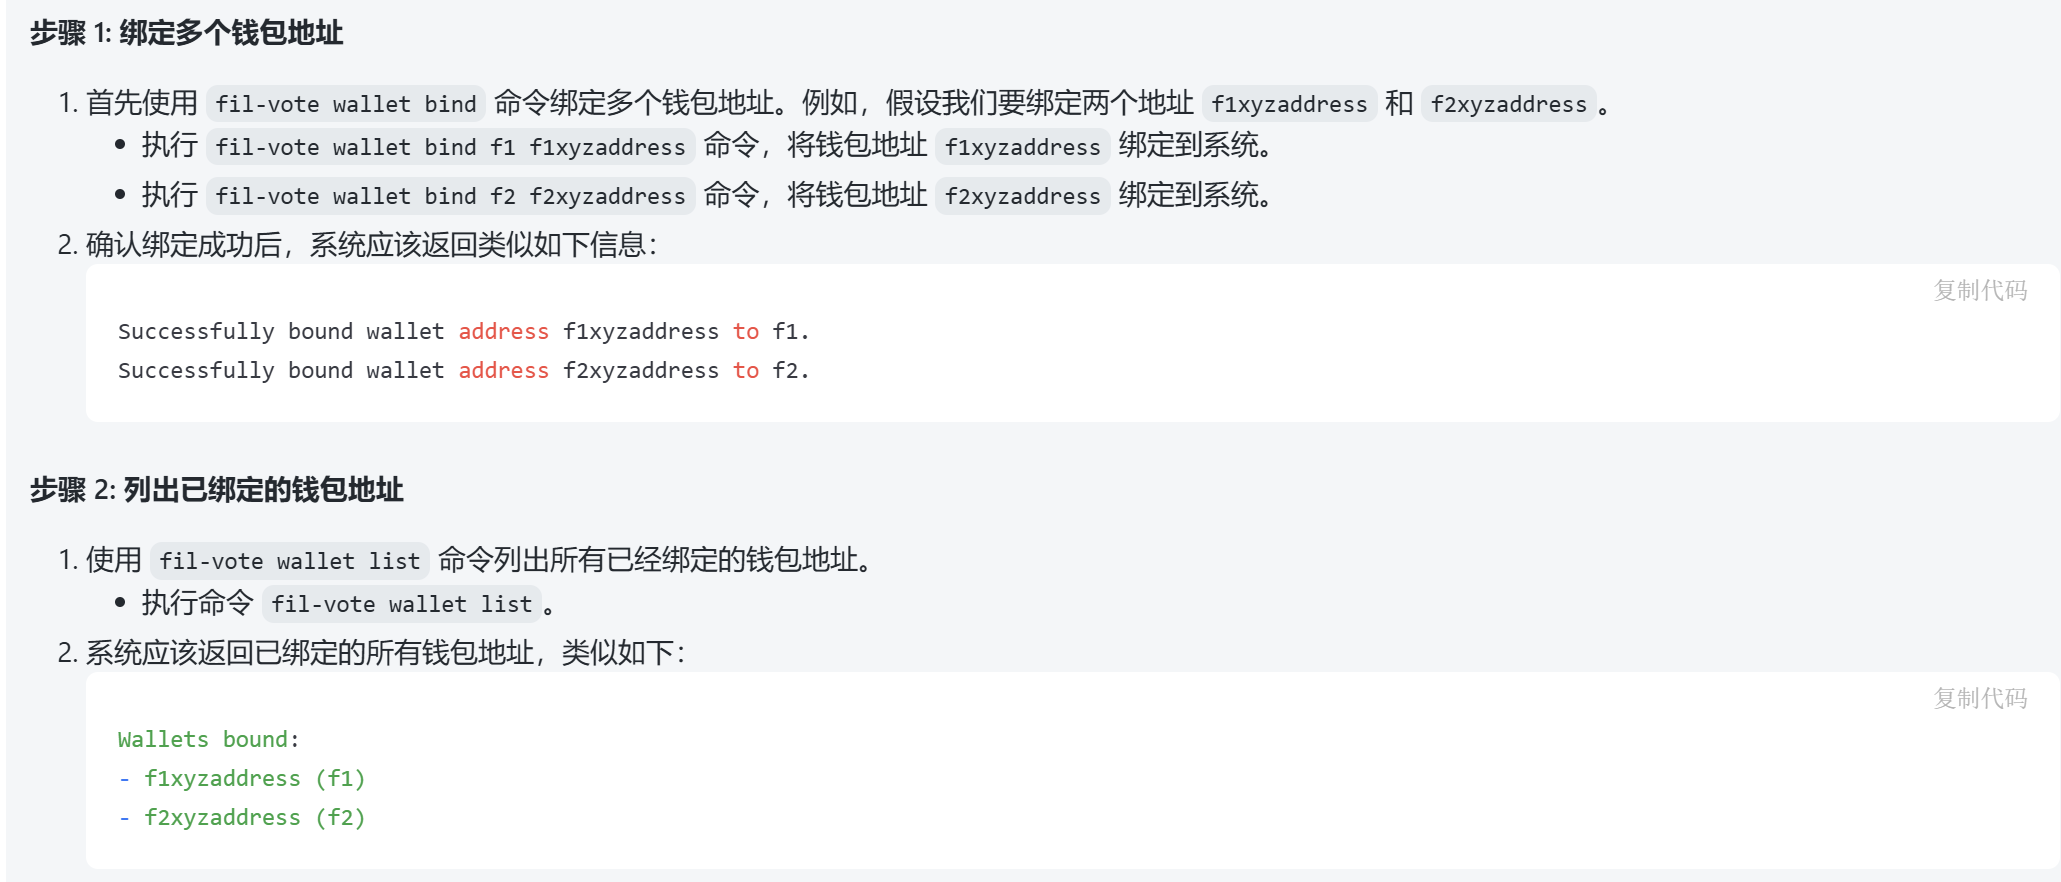 步骤 1: 绑定多个钱包地址
1. 首先使用 fil-vote wallet bind 命令绑定多个钱包地址。例如，假设我们要绑定两个地址 f1xyzaddress 和 f2xyzaddress 。
• 执行 fil-vote wallet bind f1 f1xyzaddress 命令，将钱包地址 f1xyzaddress 绑定到系统。
• 执行 fil-vote wallet bind f2 f2xyzaddress 命令，将钱包地址 f2xyzaddress 绑定到系统。
2. 确认绑定成功后，系统应该返回类似如下信息：
复制代码
Successfully bound wallet address f1xyzaddress to f1.
Successfully bound wallet address f2xyzaddress to f2.
步骤 2: 列出已绑定的钱包地址
1. 使用 fil-vote wallet list 命令列出所有已经绑定的钱包地址。
• 执行命令 fil-vote wallet list 。
2. 系统应该返回已绑定的所有钱包地址，类似如下：
复制代码
Wallets bound:
- f1xyzaddress (f1)
- f2xyzaddress (f2)